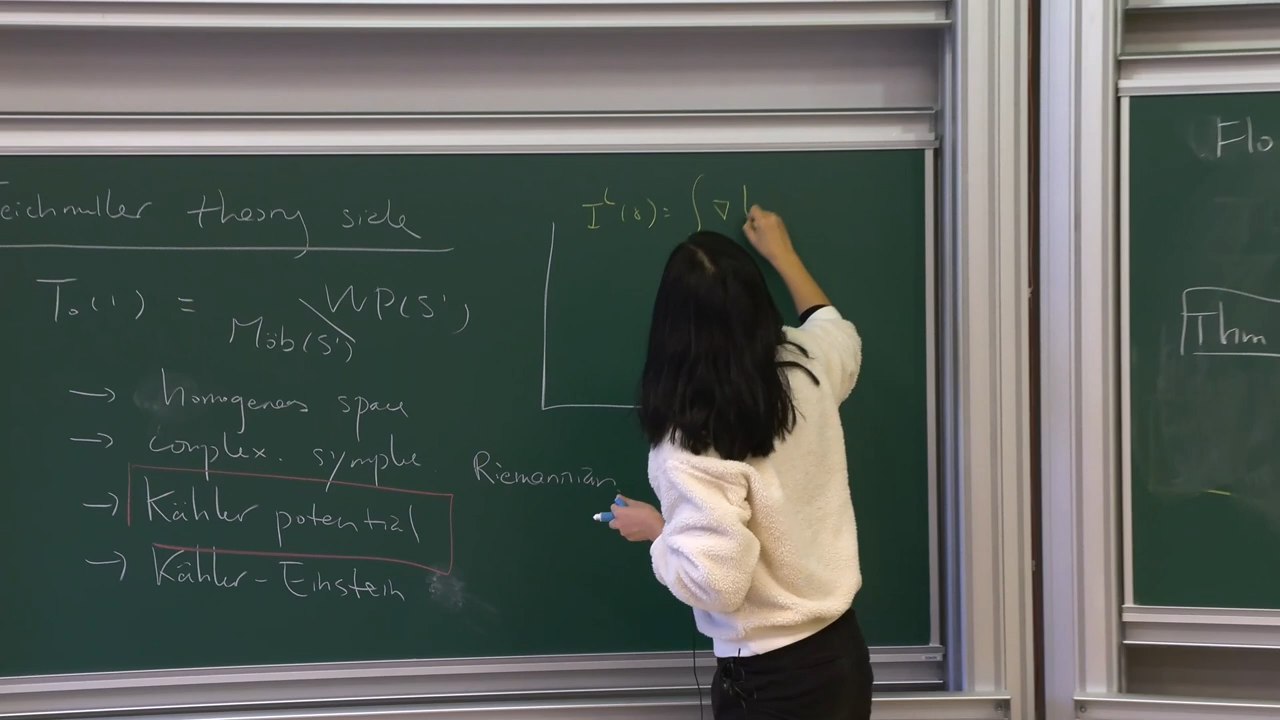 Teichmuller theory side
T₀(1) = Möb(S¹) \ WP(S¹)
→ homogeneous space
→ complex. symple
→ Kähler potential
→ Kähler-Einstein
Riemannian
I^L(γ) = ∫ ∇
Flo
Thm